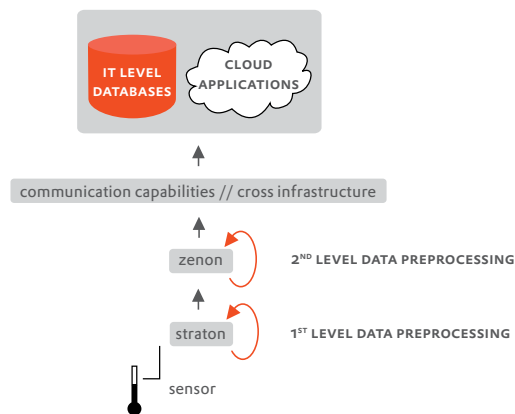 IT LEVEL
DATABASES
CLOUD
APPLICATIONS
communication capabilities // cross infrastructure
zenon
2ND LEVEL DATA PREPROCESSING
straton
1ST LEVEL DATA PREPROCESSING
sensor